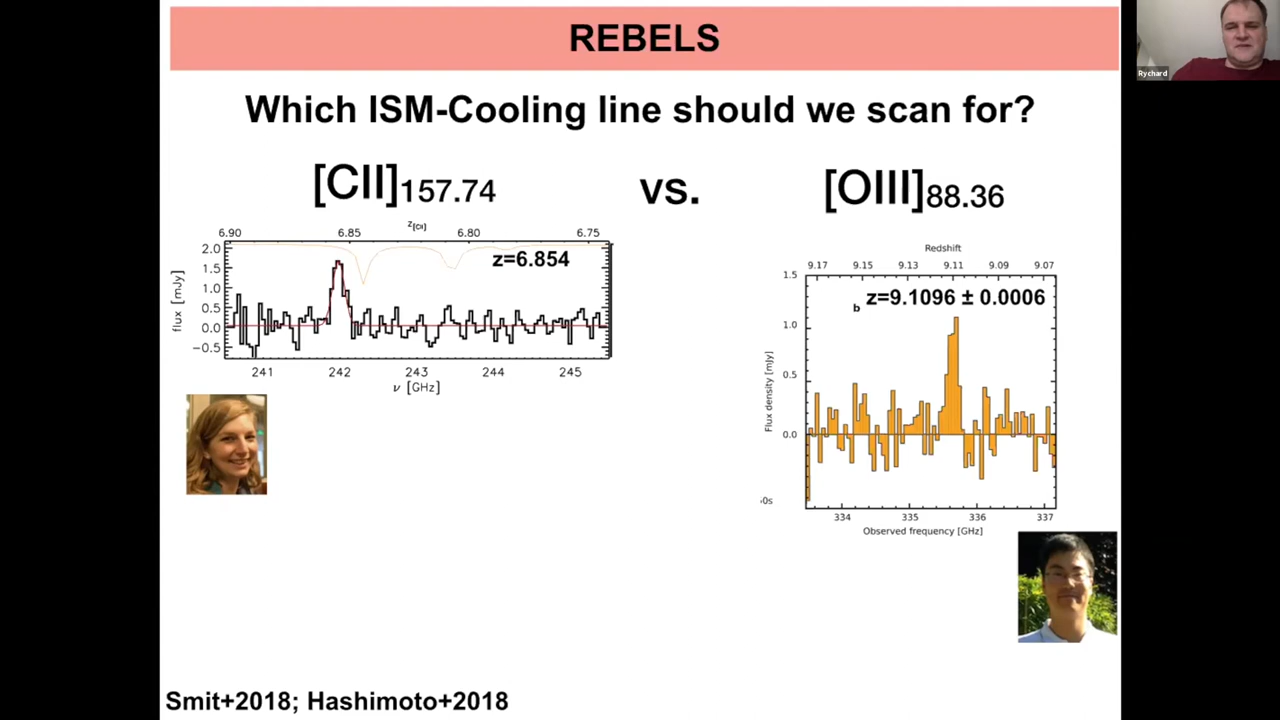 REBELS
Rychard
Which ISM-Cooling line should we scan for?
[CII]157.74 vs. [OIII]88.36
z[CII]
6.90 6.85 6.80 6.75
z=6.854
2.0
1.5
1.0
0.5
0.0
−0.5
flux [mJy]
241 242 243 244 245
ν [GHz]
Redshift
9.17 9.15 9.13 9.11 9.09 9.07
b z=9.1096 ± 0.0006
1.5
1.0
0.5
0.0
Flux density [mJy]
334 335 336 337
Observed frequency [GHz]
Smit+2018; Hashimoto+2018